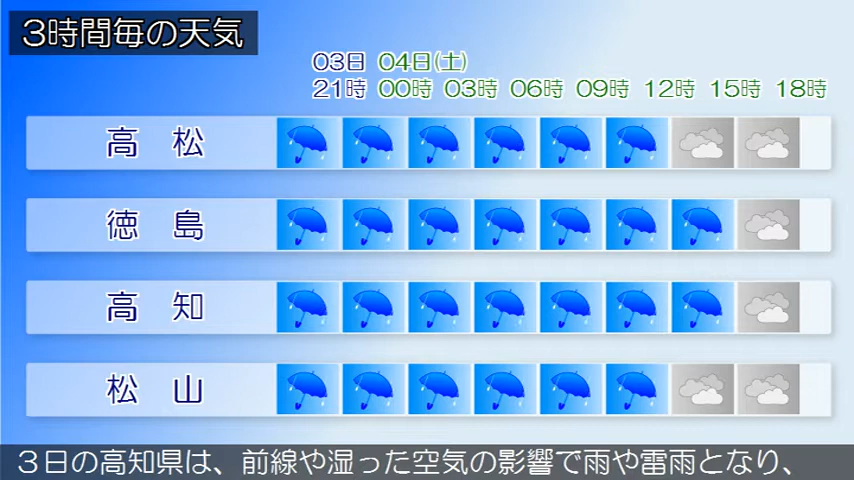 3時間毎の天気
03日 04日(土)
21時 00時 03時 06時 09時 12時 15時 18時
高 松
徳 島
高 知
松 山
３日の高知県は、前線や湿った空気の影響で雨や雷雨となり、